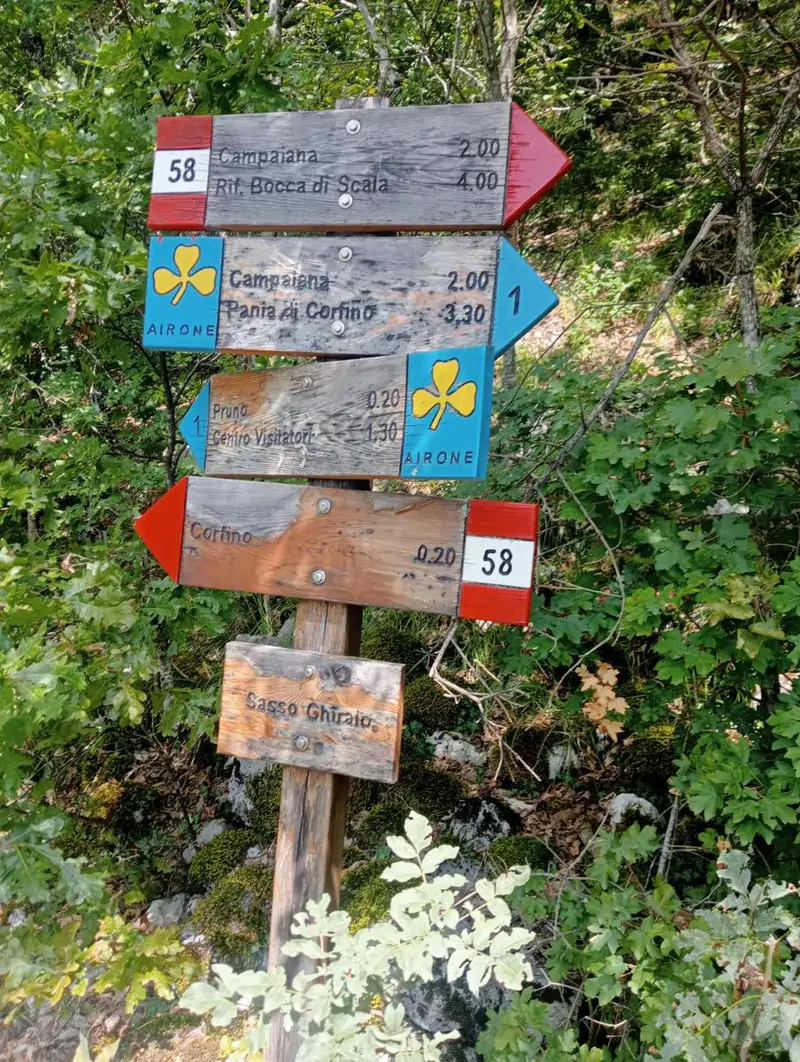 58
Campaiana 2.00
Rif. Bocca di Scala 4.00
AIRONE
Campaiana 2.00
Pania di Corfino 3,30
1
1
Pruno 0.20
Centro Visitatori 1,30
AIRONE
Corfino 0.20
58
Sasso Ghiraio